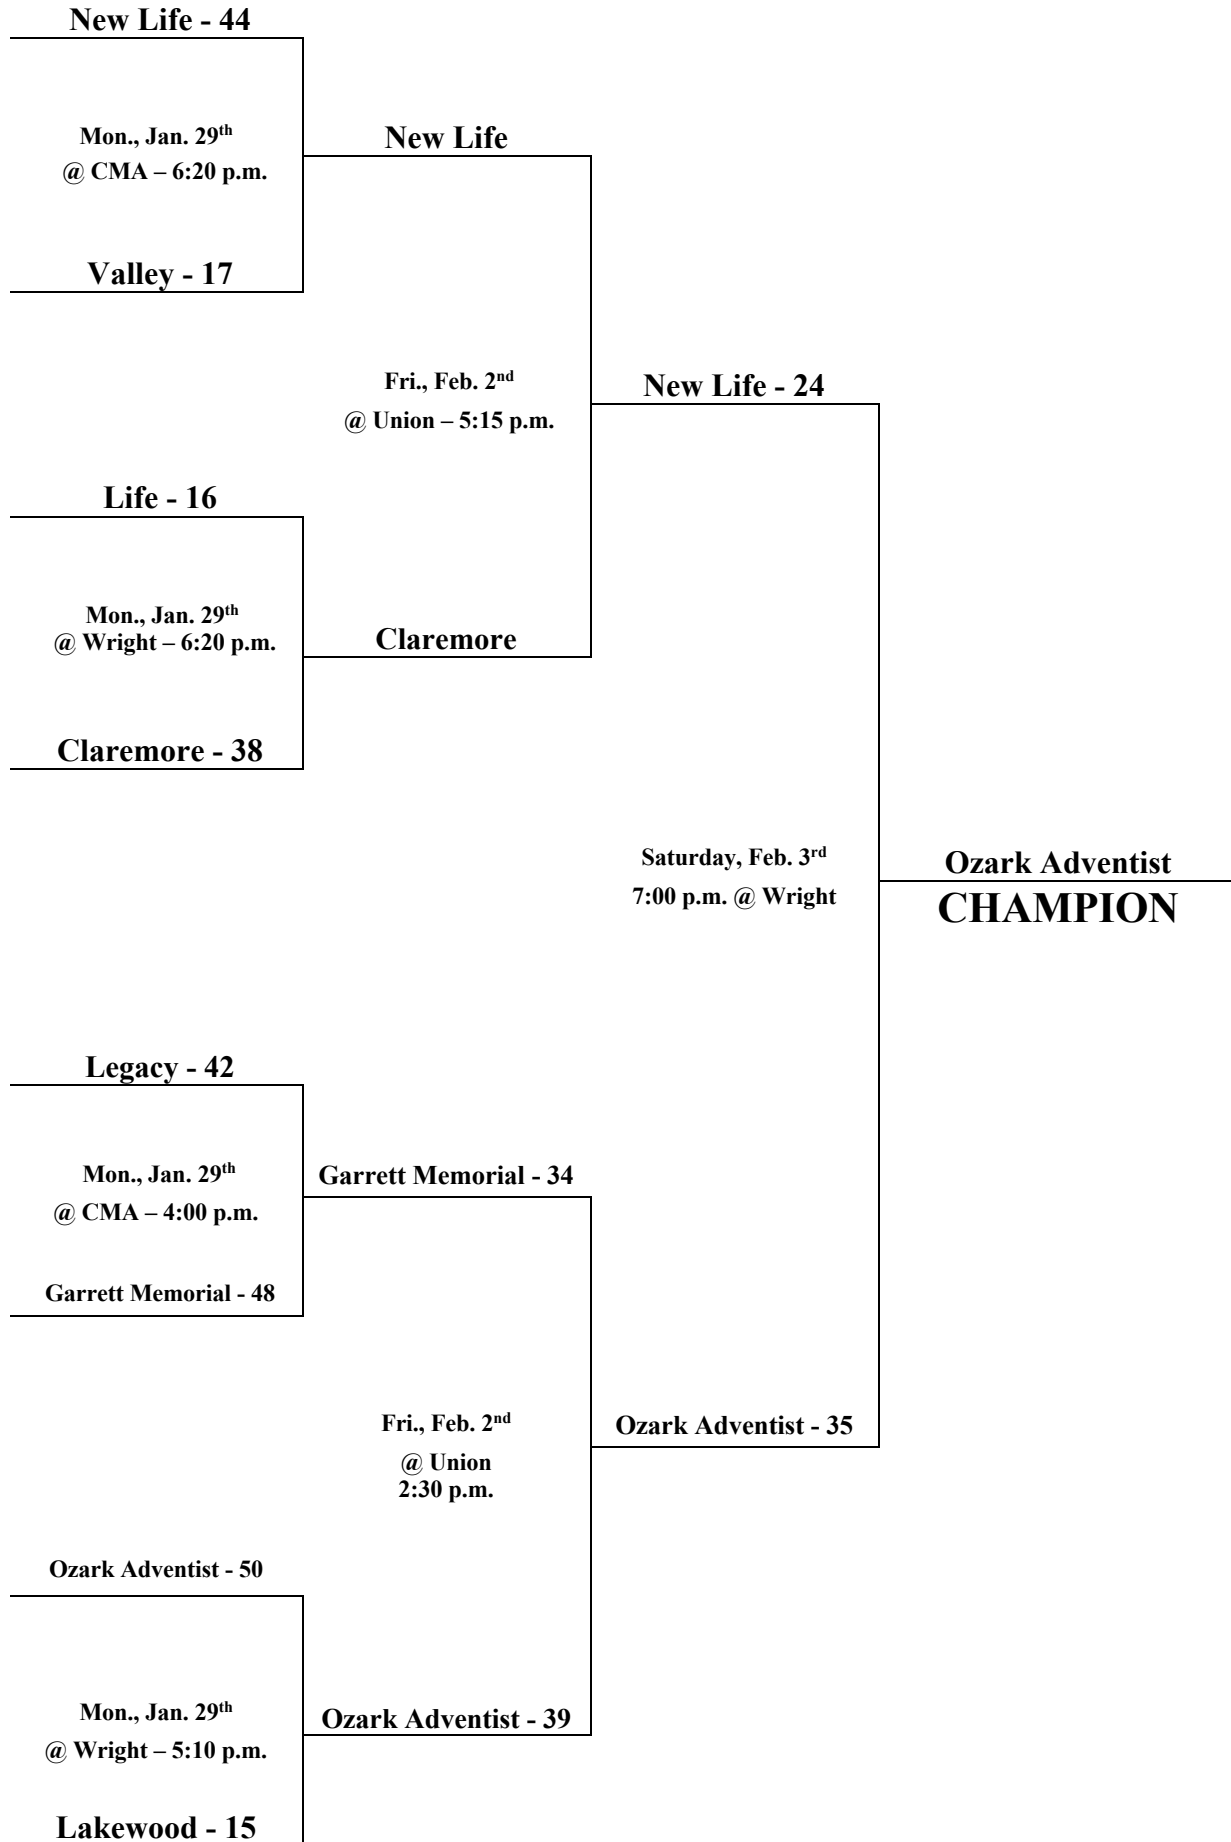 New Life - 44
Mon., Jan. 29th
@ CMA – 6:20 p.m.
New Life
Valley - 17
Fri., Feb. 2nd
@ Union – 5:15 p.m.
New Life - 24
Life - 16
Mon., Jan. 29th
@ Wright – 6:20 p.m.
Claremore
Claremore - 38
Saturday, Feb. 3rd
7:00 p.m. @ Wright
Ozark Adventist
CHAMPION
Legacy - 42
Mon., Jan. 29th
@ CMA – 4:00 p.m.
Garrett Memorial - 34
Garrett Memorial - 48
Fri., Feb. 2nd
@ Union
2:30 p.m.
Ozark Adventist - 35
Ozark Adventist - 50
Mon., Jan. 29th
@ Wright – 5:10 p.m.
Ozark Adventist - 39
Lakewood - 15